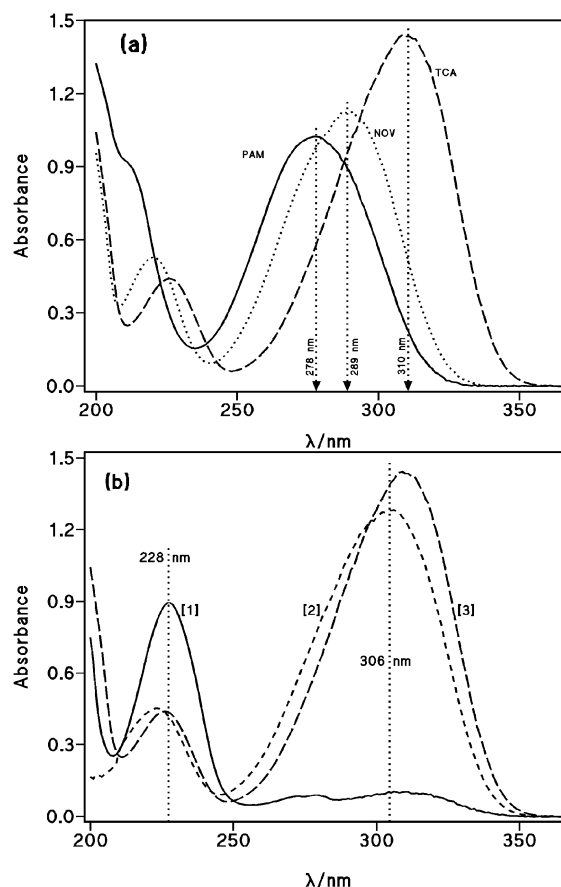 (a)
1.5
1.2
0.9
0.6
0.3
0.0
Absorbance
PAM
NOV
TCA
278 nm
289 nm
310 nm
200
250
300
350
λ/nm
(b)
1.5
1.2
0.9
0.6
0.3
0.0
Absorbance
228 nm
[1]
[2]
[3]
306 nm
200
250
300
350
λ/nm